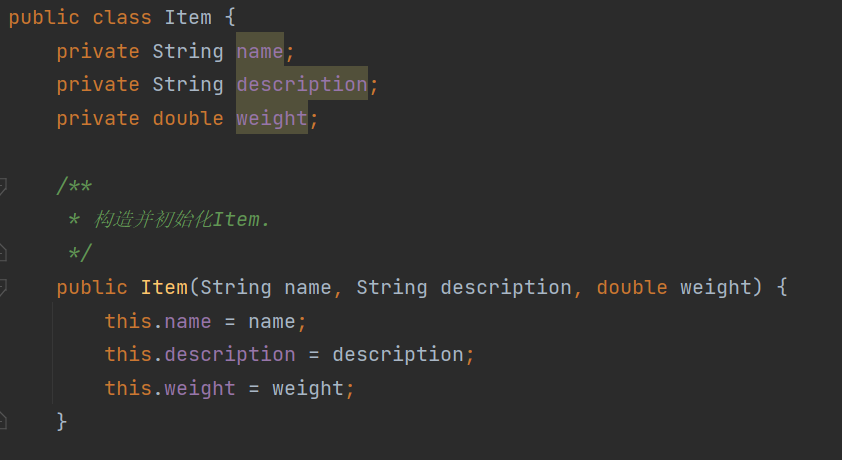 public class Item {
    private String name;
    private String description;
    private double weight;

    /**
     * 构造并初始化Item.
     */
    public Item(String name, String description, double weight) {
        this.name = name;
        this.description = description;
        this.weight = weight;
    }